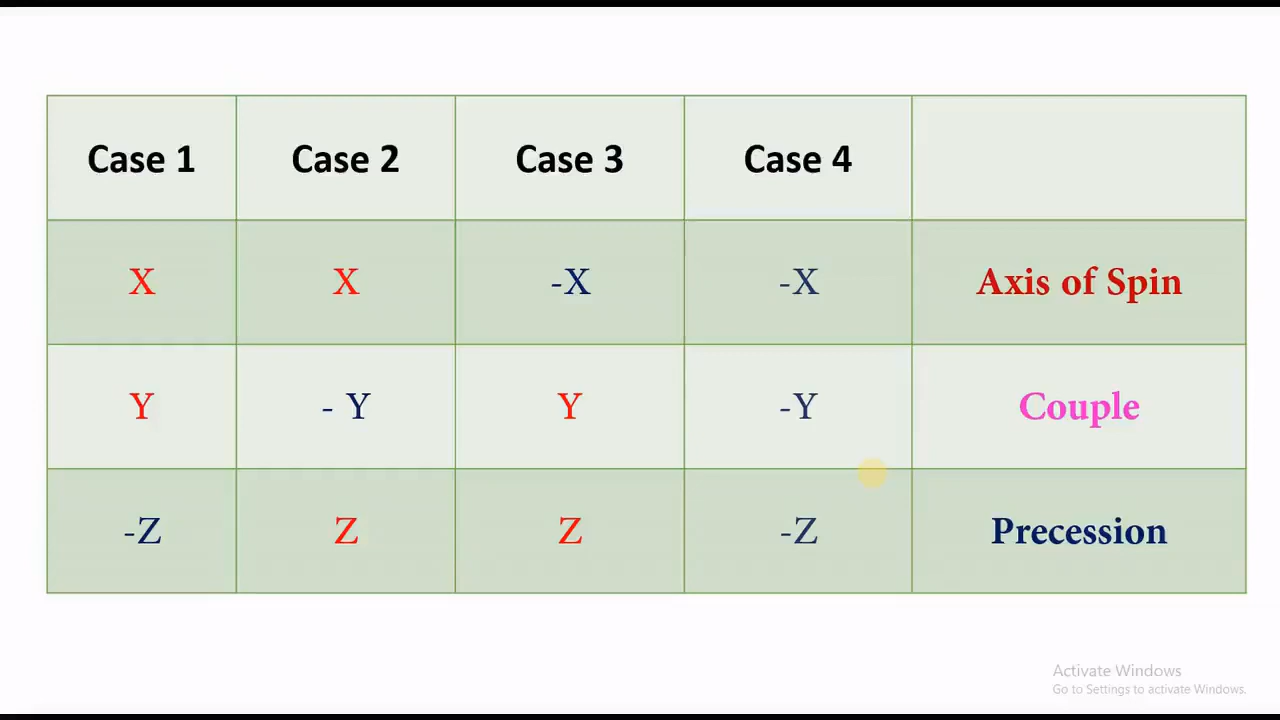 Case 1 Case 2 Case 3 Case 4
X X -X -X Axis of Spin
Y - Y Y -Y Couple
-Z Z Z -Z Precession
Activate Windows
Go to Settings to activate Windows.